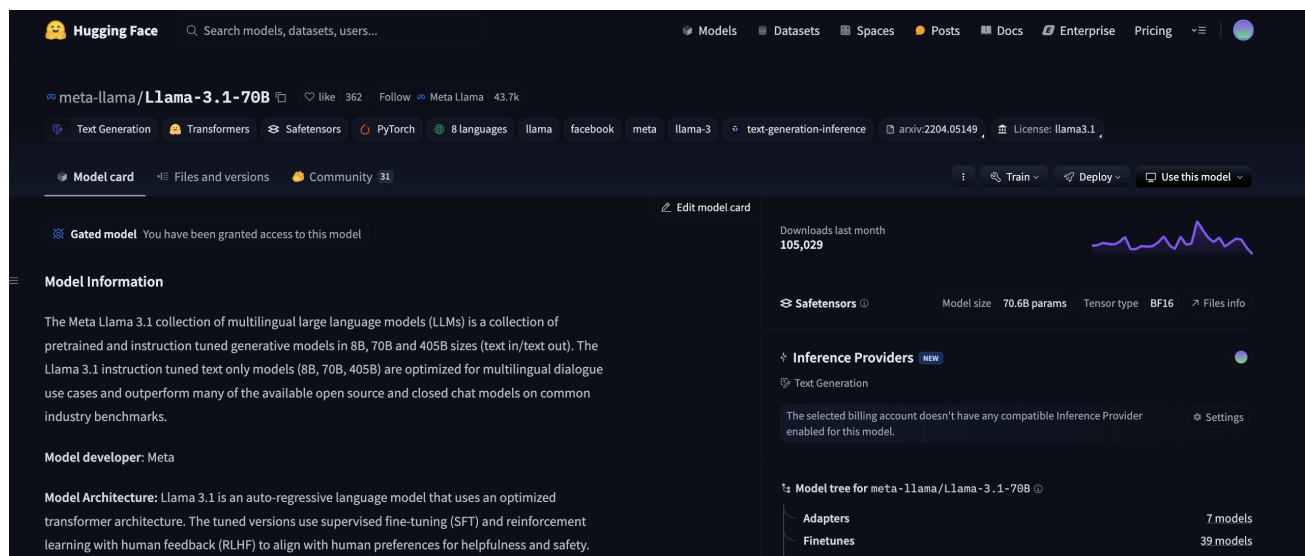 Hugging Face
Search models, datasets, users...
Models
Datasets
Spaces
Posts
Docs
Enterprise
Pricing
meta-llama/Llama-3.1-70B
like 362
Follow Meta Llama 43.7k
Text Generation
Transformers
Safetensors
PyTorch
8 languages
llama
facebook
meta
llama-3
text-generation-inference
arxiv:2204.05149
License: llama3.1
Model card
Files and versions
Community 31
Train
Deploy
Use this model
Edit model card
Gated model You have been granted access to this model
Model Information
The Meta Llama 3.1 collection of multilingual large language models (LLMs) is a collection of
pretrained and instruction tuned generative models in 8B, 70B and 405B sizes (text in/text out). The
Llama 3.1 instruction tuned text only models (8B, 70B, 405B) are optimized for multilingual dialogue
use cases and outperform many of the available open source and closed chat models on common
industry benchmarks.
Model developer: Meta
Model Architecture: Llama 3.1 is an auto-regressive language model that uses an optimized
transformer architecture. The tuned versions use supervised fine-tuning (SFT) and reinforcement
learning with human feedback (RLHF) to align with human preferences for helpfulness and safety.
Downloads last month
105,029
Safetensors
Model size 70.6B params
Tensor type BF16
Files info
Inference Providers NEW
Text Generation
The selected billing account doesn't have any compatible Inference Provider
enabled for this model.
Settings
Model tree for meta-llama/Llama-3.1-70B
Adapters 7 models
Finetunes 39 models